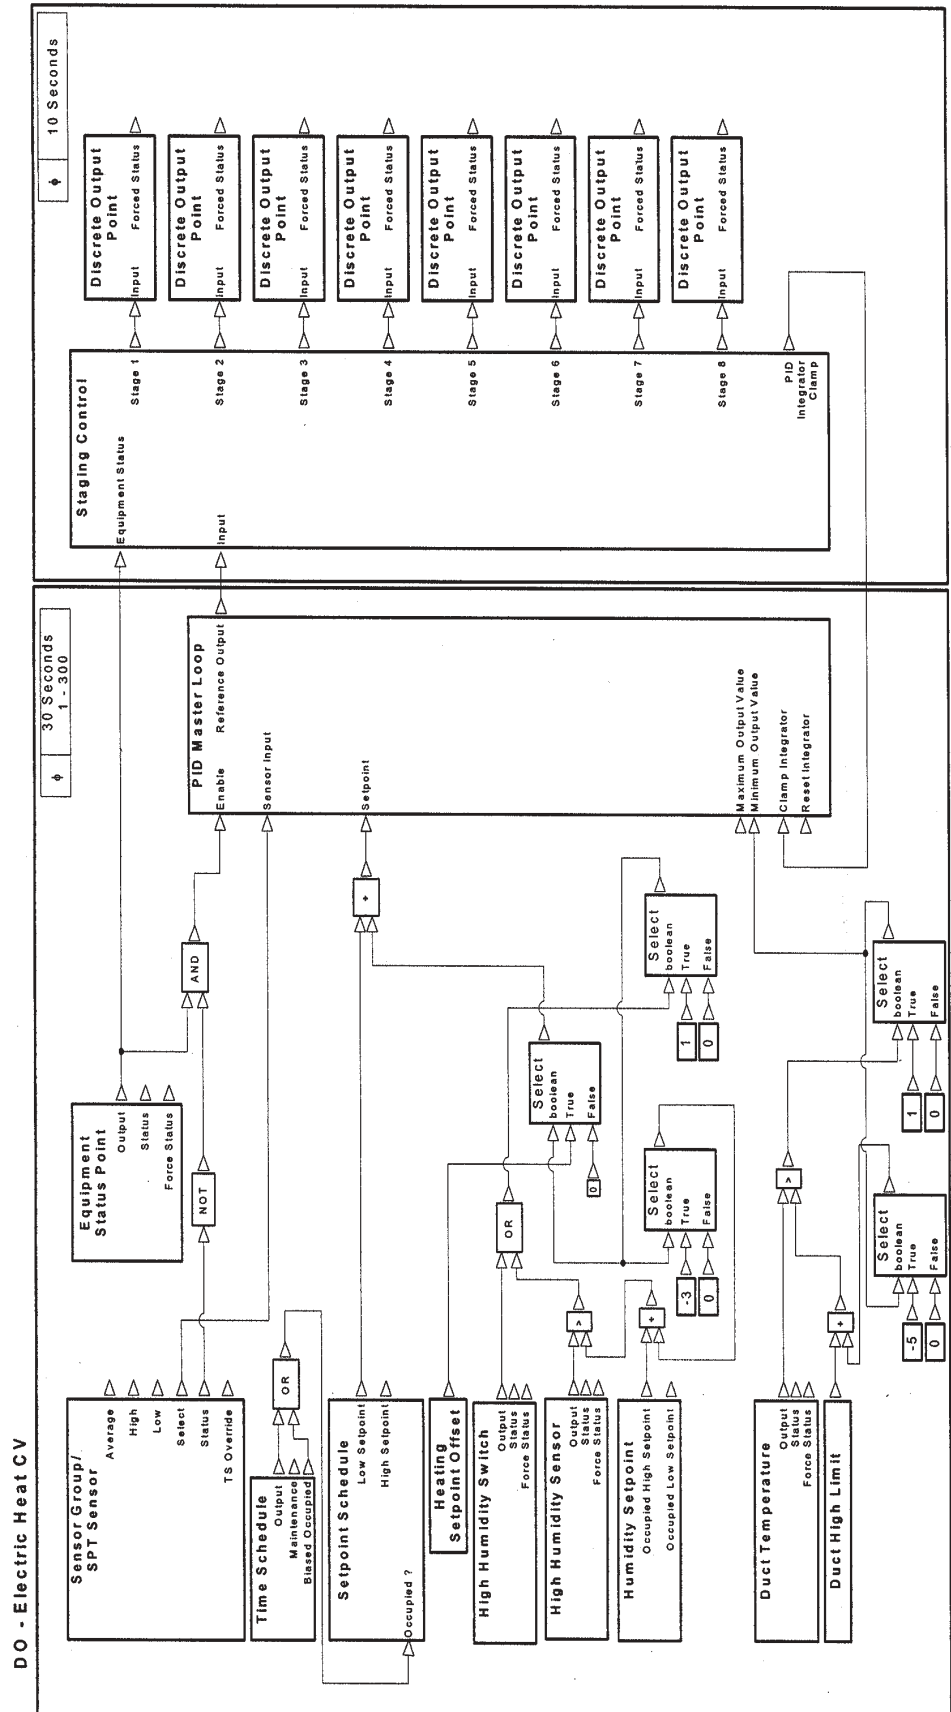 DO - Electric Heat CV
ϕ
30 Seconds
1 - 300
ϕ
10 Seconds
Sensor Group/
SPT Sensor
Average
High
Low
Select
Status
TS Override
Time Schedule
Output
Maintenance
Biased Occupied
OR
Setpoint Schedule
Low Setpoint
High Setpoint
Occupied ?
Heating
Setpoint Offset
High Humidity Switch
Output
Status
Force Status
High Humidity Sensor
Output
Status
Force Status
Humidity Setpoint
Occupied High Setpoint
Occupied Low Setpoint
Duct Temperature
Output
Status
Force Status
Duct High Limit
Equipment
Status Point
Output
Status
Force Status
NOT
AND
OR
>
+
-3
0
Select
boolean
True
False
0
Select
boolean
True
False
1
0
Select
boolean
True
False
+
>
+
-5
0
Select
boolean
True
False
1
0
Select
boolean
True
False
PID Master Loop
Enable
Reference Output
Sensor Input
Setpoint
Maximum Output Value
Minimum Output Value
Clamp Integrator
Reset Integrator
Staging Control
Equipment Status
Input
Stage 1
Stage 2
Stage 3
Stage 4
Stage 5
Stage 6
Stage 7
Stage 8
PID
Integrator
Clamp
Discrete Output
Point
Input
Forced Status
Discrete Output
Point
Input
Forced Status
Discrete Output
Point
Input
Forced Status
Discrete Output
Point
Input
Forced Status
Discrete Output
Point
Input
Forced Status
Discrete Output
Point
Input
Forced Status
Discrete Output
Point
Input
Forced Status
Discrete Output
Point
Input
Forced Status